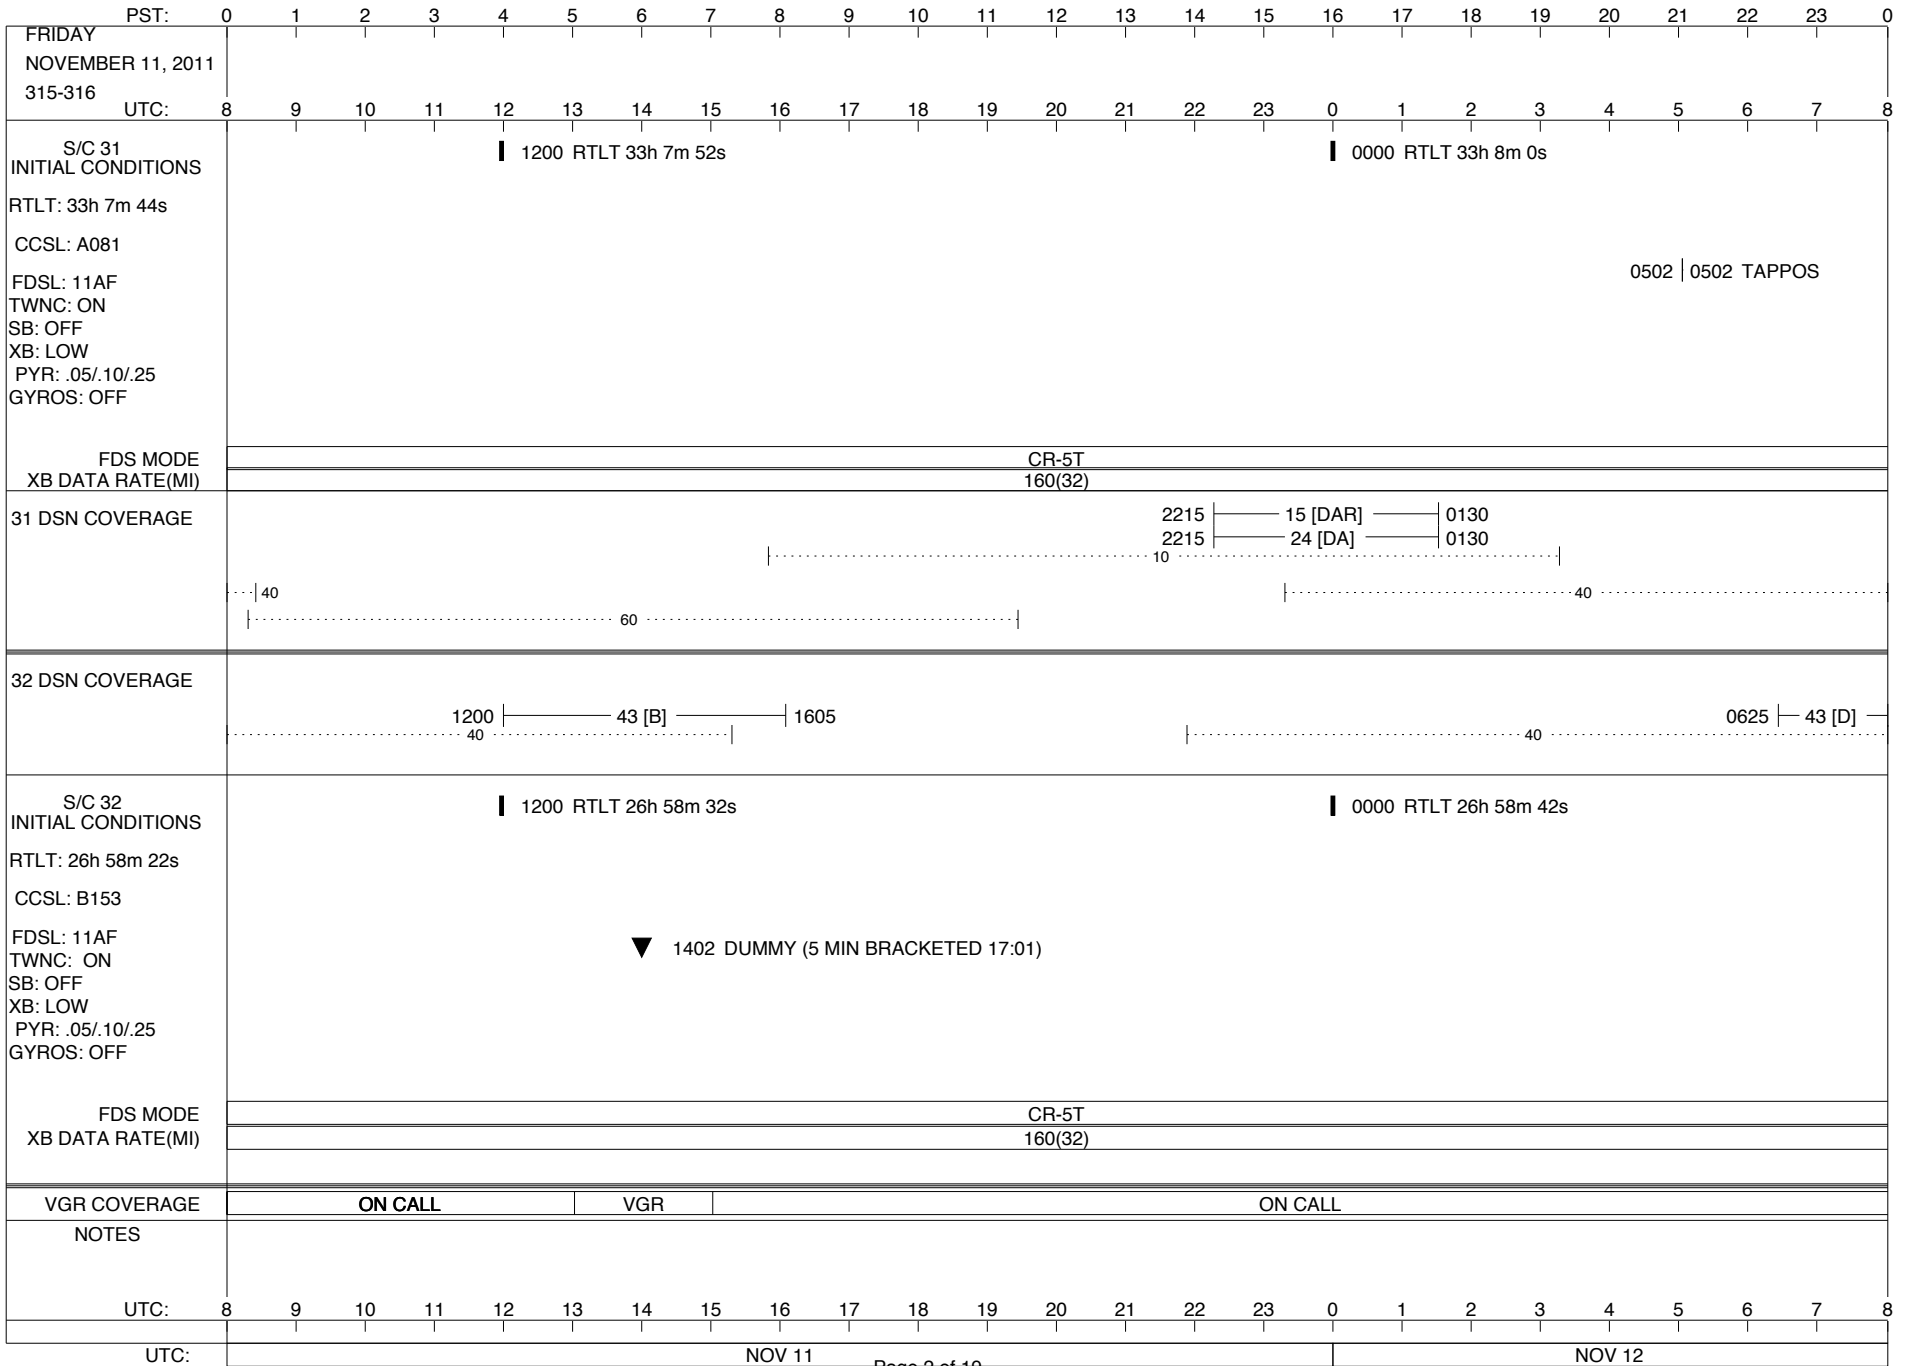 PST: 0 1 2 3 4 5 6 7 8 9 10 11 12 13 14 15 16 17 18 19 20 21 22 23 0
FRIDAY
NOVEMBER 11, 2011
315-316
UTC: 8 9 10 11 12 13 14 15 16 17 18 19 20 21 22 23 0 1 2 3 4 5 6 7 8
S/C 31
INITIAL CONDITIONS
1200 RTLT 33h 7m 52s
0000 RTLT 33h 8m 0s
RTLT: 33h 7m 44s
CCSL: A081
0502 0502 TAPPOS
FDSL: 11AF
TWNC: ON
SB: OFF
XB: LOW
PYR: .05/.10/.25
GYROS: OFF
FDS MODE CR-5T
XB DATA RATE(MI) 160(32)
31 DSN COVERAGE
2215 15 [DAR] 0130
2215 24 [DA] 0130
10
40 40
60
32 DSN COVERAGE
1200 43 [B] 1605 0625 43 [D]
40 40
S/C 32
INITIAL CONDITIONS
1200 RTLT 26h 58m 32s
0000 RTLT 26h 58m 42s
RTLT: 26h 58m 22s
CCSL: B153
FDSL: 11AF
1402 DUMMY (5 MIN BRACKETED 17:01)
TWNC: ON
SB: OFF
XB: LOW
PYR: .05/.10/.25
GYROS: OFF
FDS MODE CR-5T
XB DATA RATE(MI) 160(32)
VGR COVERAGE ON CALL VGR ON CALL
NOTES
UTC: 8 9 10 11 12 13 14 15 16 17 18 19 20 21 22 23 0 1 2 3 4 5 6 7 8
UTC: NOV 11 NOV 12
Page 2 of 19